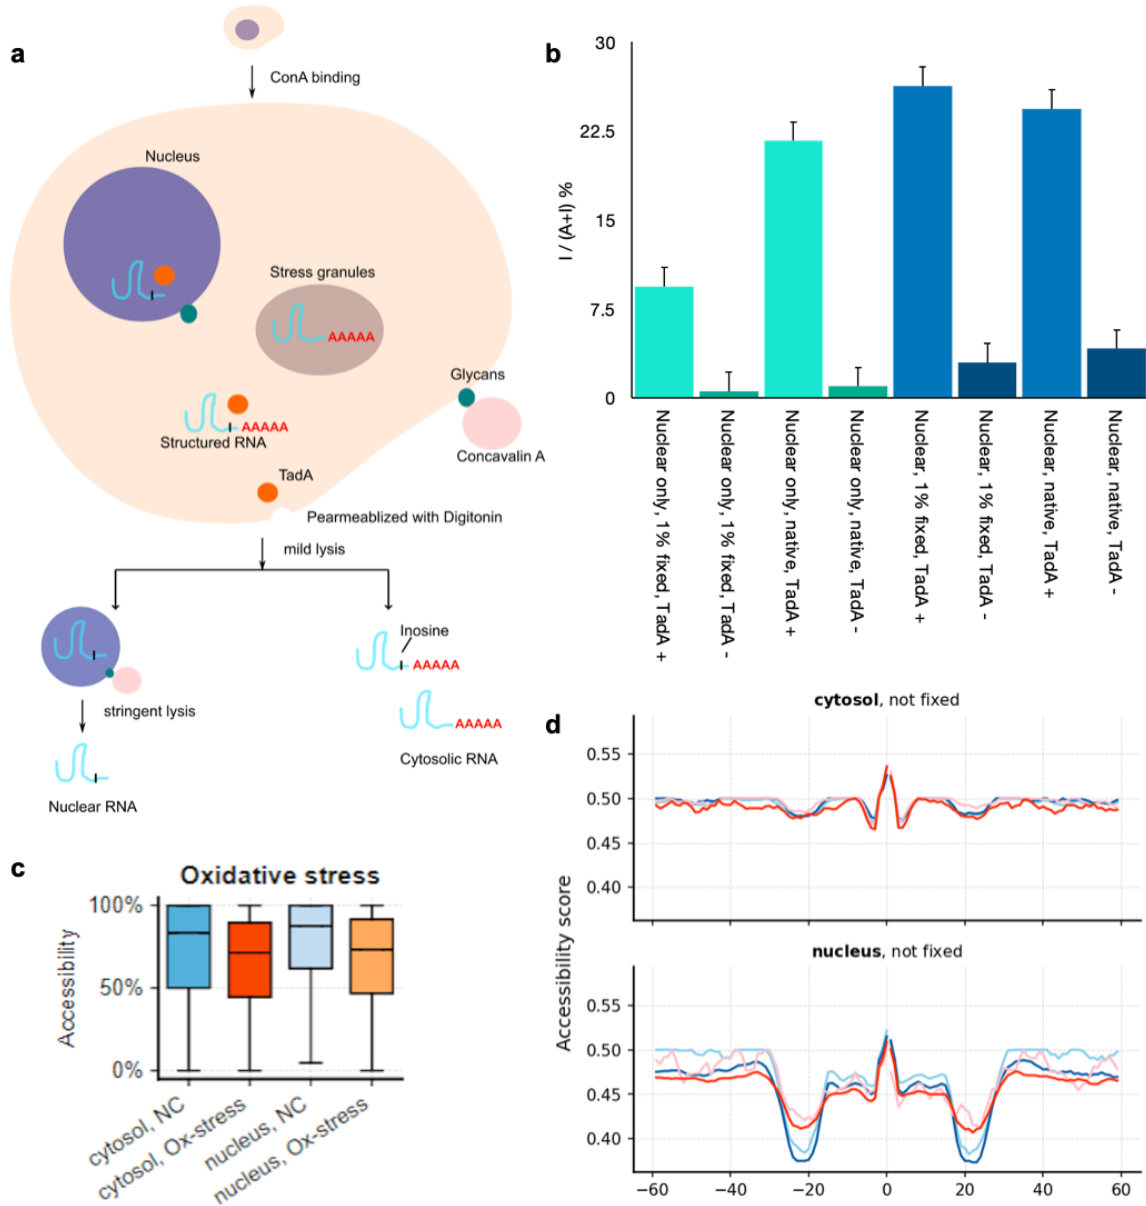 a
ConA binding
Nucleus
Stress granules
AAAAA
Glycans
AAAAA
Structured RNA
Concavalin A
TadA
Pearmeablized with Digitonin
mild lysis
Inosine
AAAAA
stringent lysis
AAAAA
Cytosolic RNA
Nuclear RNA
b
30
22.5
15
7.5
0
I / (A+I) %
Nuclear only, 1% fixed, TadA +
Nuclear only, 1% fixed, TadA -
Nuclear only, native, TadA +
Nuclear only, native, TadA -
Nuclear, 1% fixed, TadA +
Nuclear, 1% fixed, TadA -
Nuclear, native, TadA +
Nuclear, native, TadA -
c
Oxidative stress
100%
50%
0%
Accessibility
cytosol, NC
cytosol, Ox-stress
nucleus, NC
nucleus, Ox-stress
d
cytosol, not fixed
0.55
0.50
0.45
0.40
Accessibility score
nucleus, not fixed
0.55
0.50
0.45
0.40
−60 −40 −20 0 20 40 60